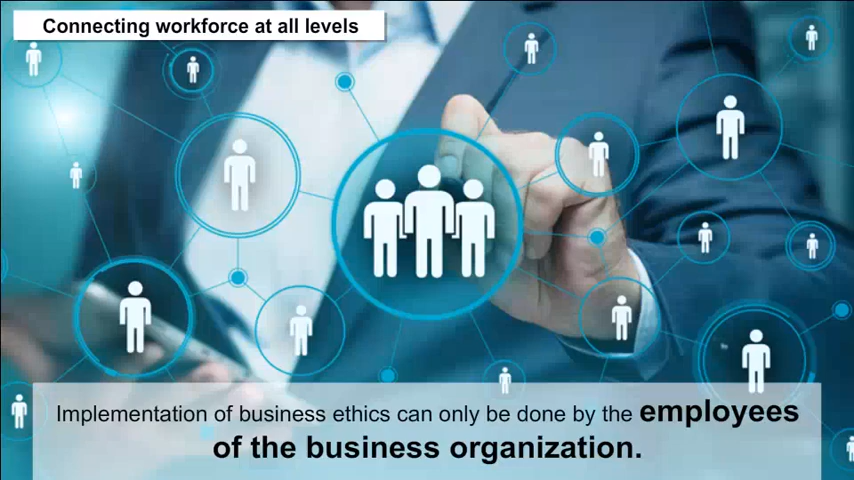 Connecting workforce at all levels
Implementation of business ethics can only be done by the employees
of the business organization.